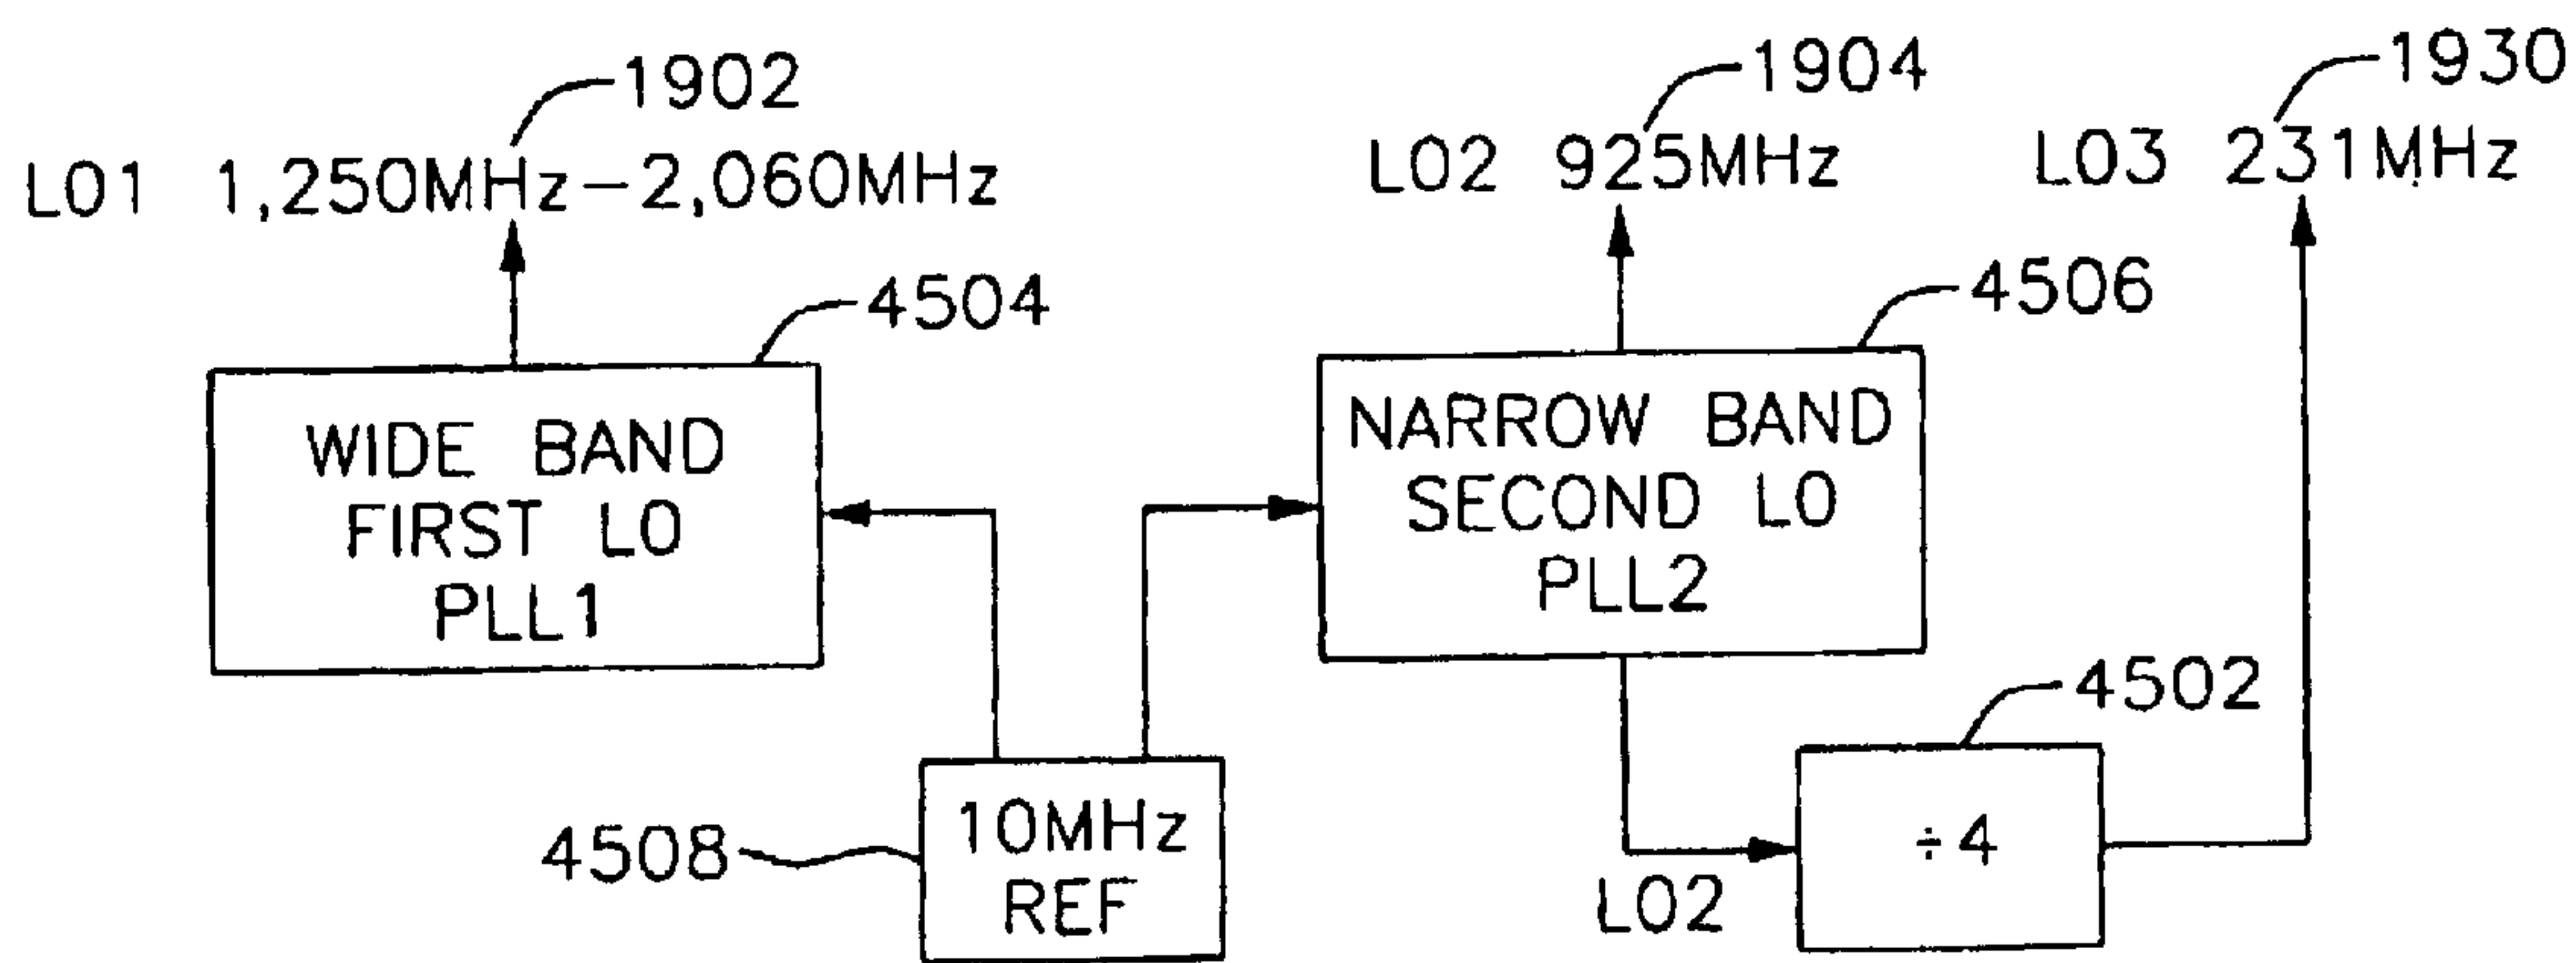 1902
1904
1930
LO1 1,250MHz-2,060MHz
LO2 925MHz
LO3 231MHz
4504
4506
WIDE BAND
FIRST LO
PLL1
NARROW BAND
SECOND LO
PLL2
4502
4508
10MHz
REF
÷4
LO2